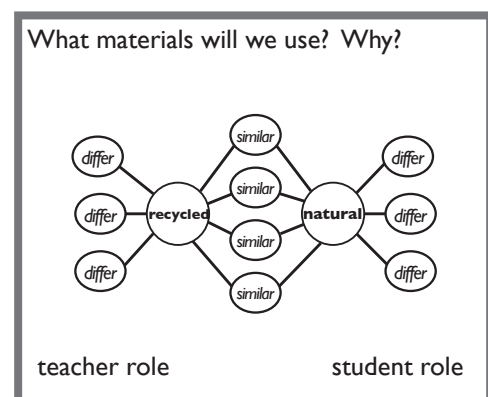 What materials will we use? Why?
similar
differ
differ
similar
differ
recycled
natural
differ
similar
differ
differ
similar
teacher role
student role